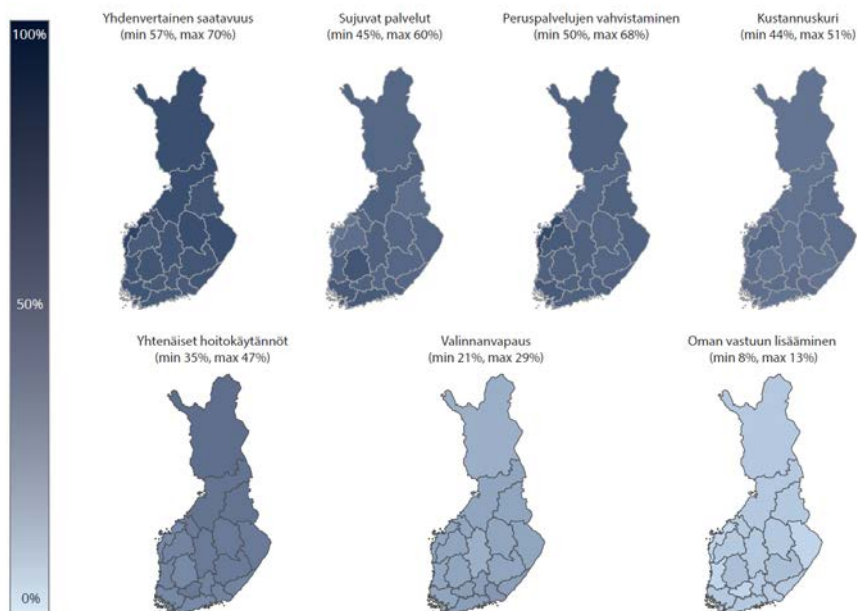 100%
50%
0%
Yhdenvertainen saatavuus
(min 57%, max 70%)
Sujuvat palvelut
(min 45%, max 60%)
Peruspalvelujen vahvistaminen
(min 50%, max 68%)
Kustannuskuri
(min 44%, max 51%)
Yhtenäiset hoitokäytännöt
(min 35%, max 47%)
Valinnanvapaus
(min 21%, max 29%)
Oman vastuun lisääminen
(min 8%, max 13%)